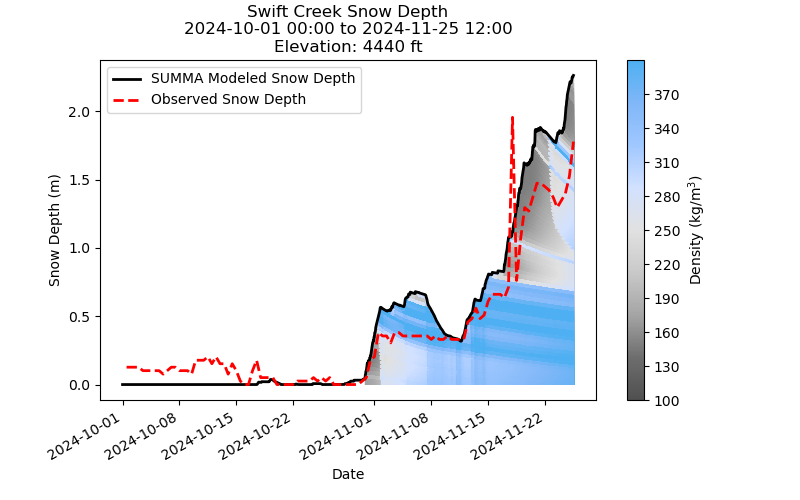 Swift Creek Snow Depth
2024-10-01 00:00 to 2024-11-25 12:00
Elevation: 4440 ft
SUMMA Modeled Snow Depth
Observed Snow Depth
2.0
1.5
1.0
0.5
0.0
Snow Depth (m)
2024-10-01
2024-10-08
2024-10-15
2024-10-22
2024-11-01
2024-11-08
2024-11-15
2024-11-22
Date
370
340
310
280
250
220
190
160
130
100
Density (kg/m³)